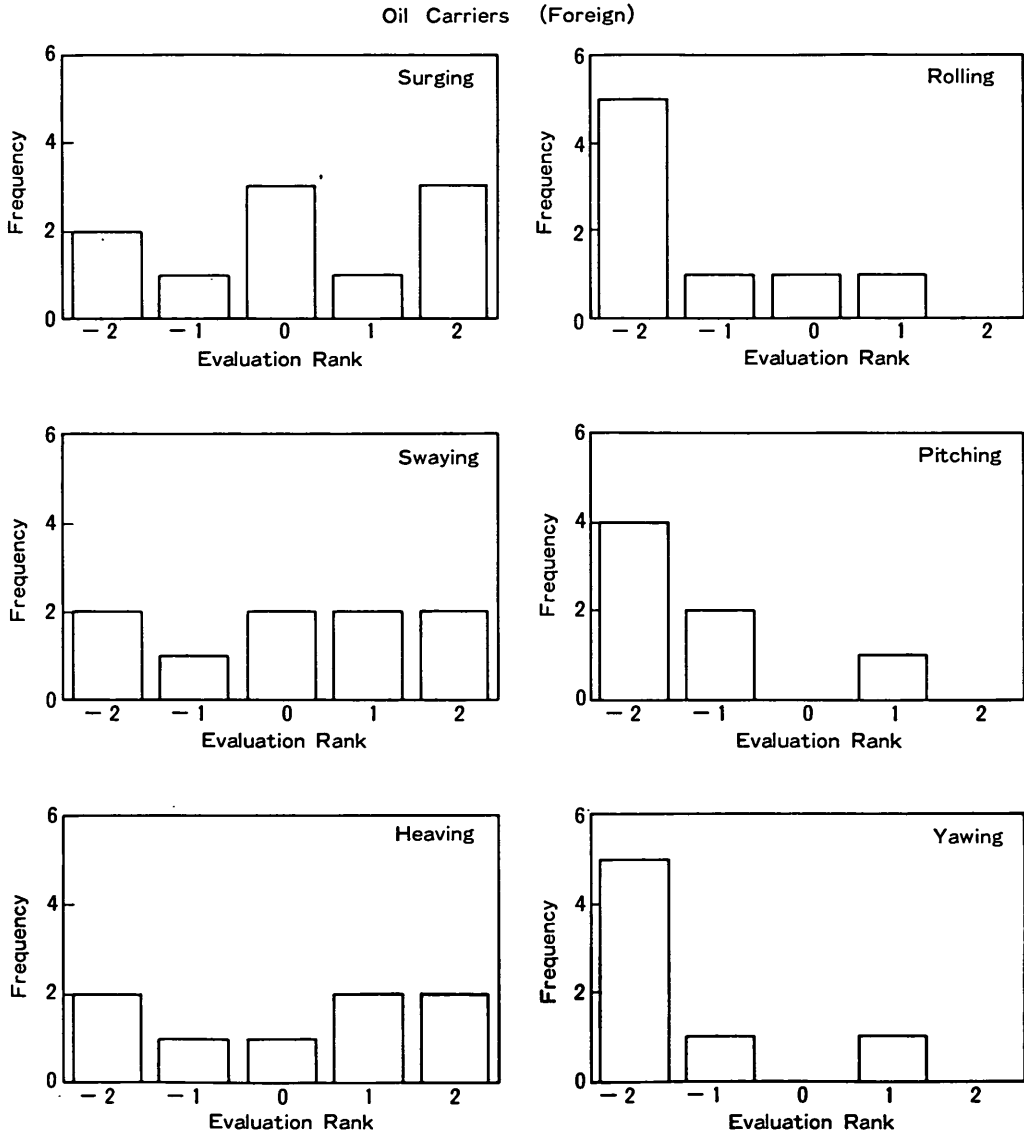 Oil Carriers (Foreign)
Surging
6
4
2
0
Frequency
-2 -1 0 1 2
Evaluation Rank
Rolling
6
4
2
0
Frequency
-2 -1 0 1 2
Evaluation Rank
Swaying
6
4
2
0
Frequency
-2 -1 0 1 2
Evaluation Rank
Pitching
6
4
2
0
Frequency
-2 -1 0 1 2
Evaluation Rank
Heaving
6
4
2
0
Frequency
-2 -1 0 1 2
Evaluation Rank
Yawing
6
4
2
0
Frequency
-2 -1 0 1 2
Evaluation Rank